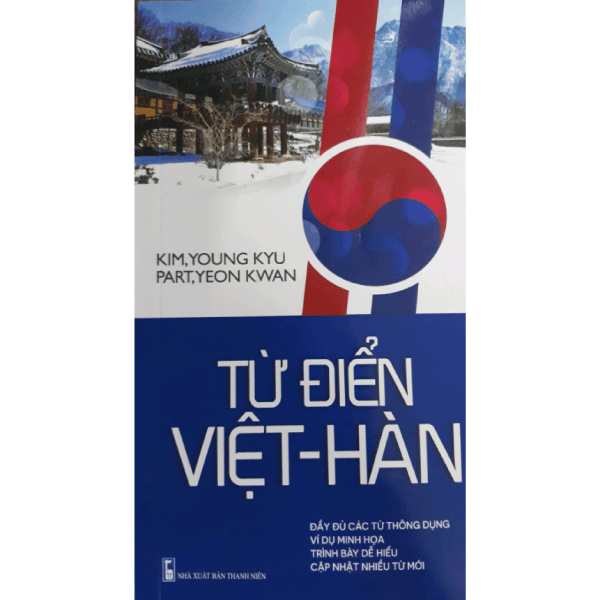 KIM,YOUNG KYU
PART,YEON KWAN
TỪ ĐIỂN
VIỆT-HÀN
ĐẦY ĐỦ CÁC TỪ THÔNG DỤNG
VÍ DỤ MINH HỌA
TRÌNH BÀY DỄ HIỂU
CẬP NHẬT NHIỀU TỪ MỚI
NHÀ XUẤT BẢN THANH NIÊN